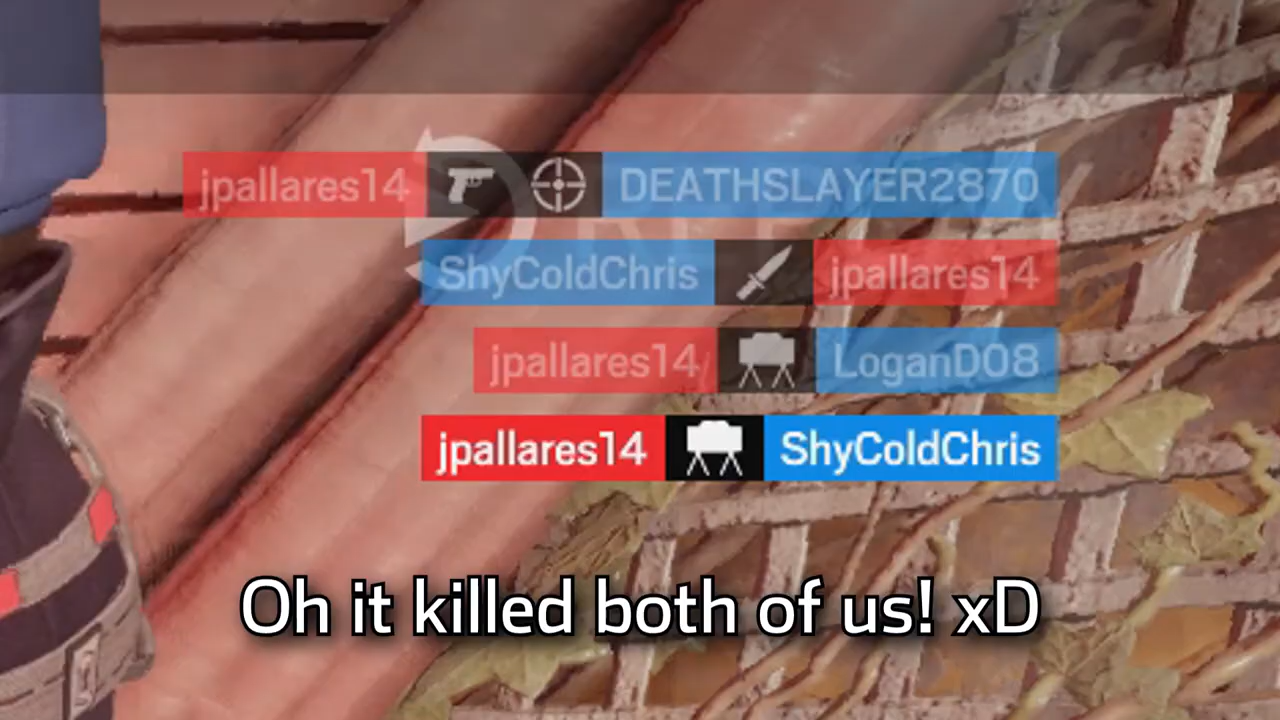 jpallares14 DEATHSLAYER2870
ShyColdChris jpallares14
jpallares14 LoganD08
jpallares14 ShyColdChris
Oh it killed both of us! xD